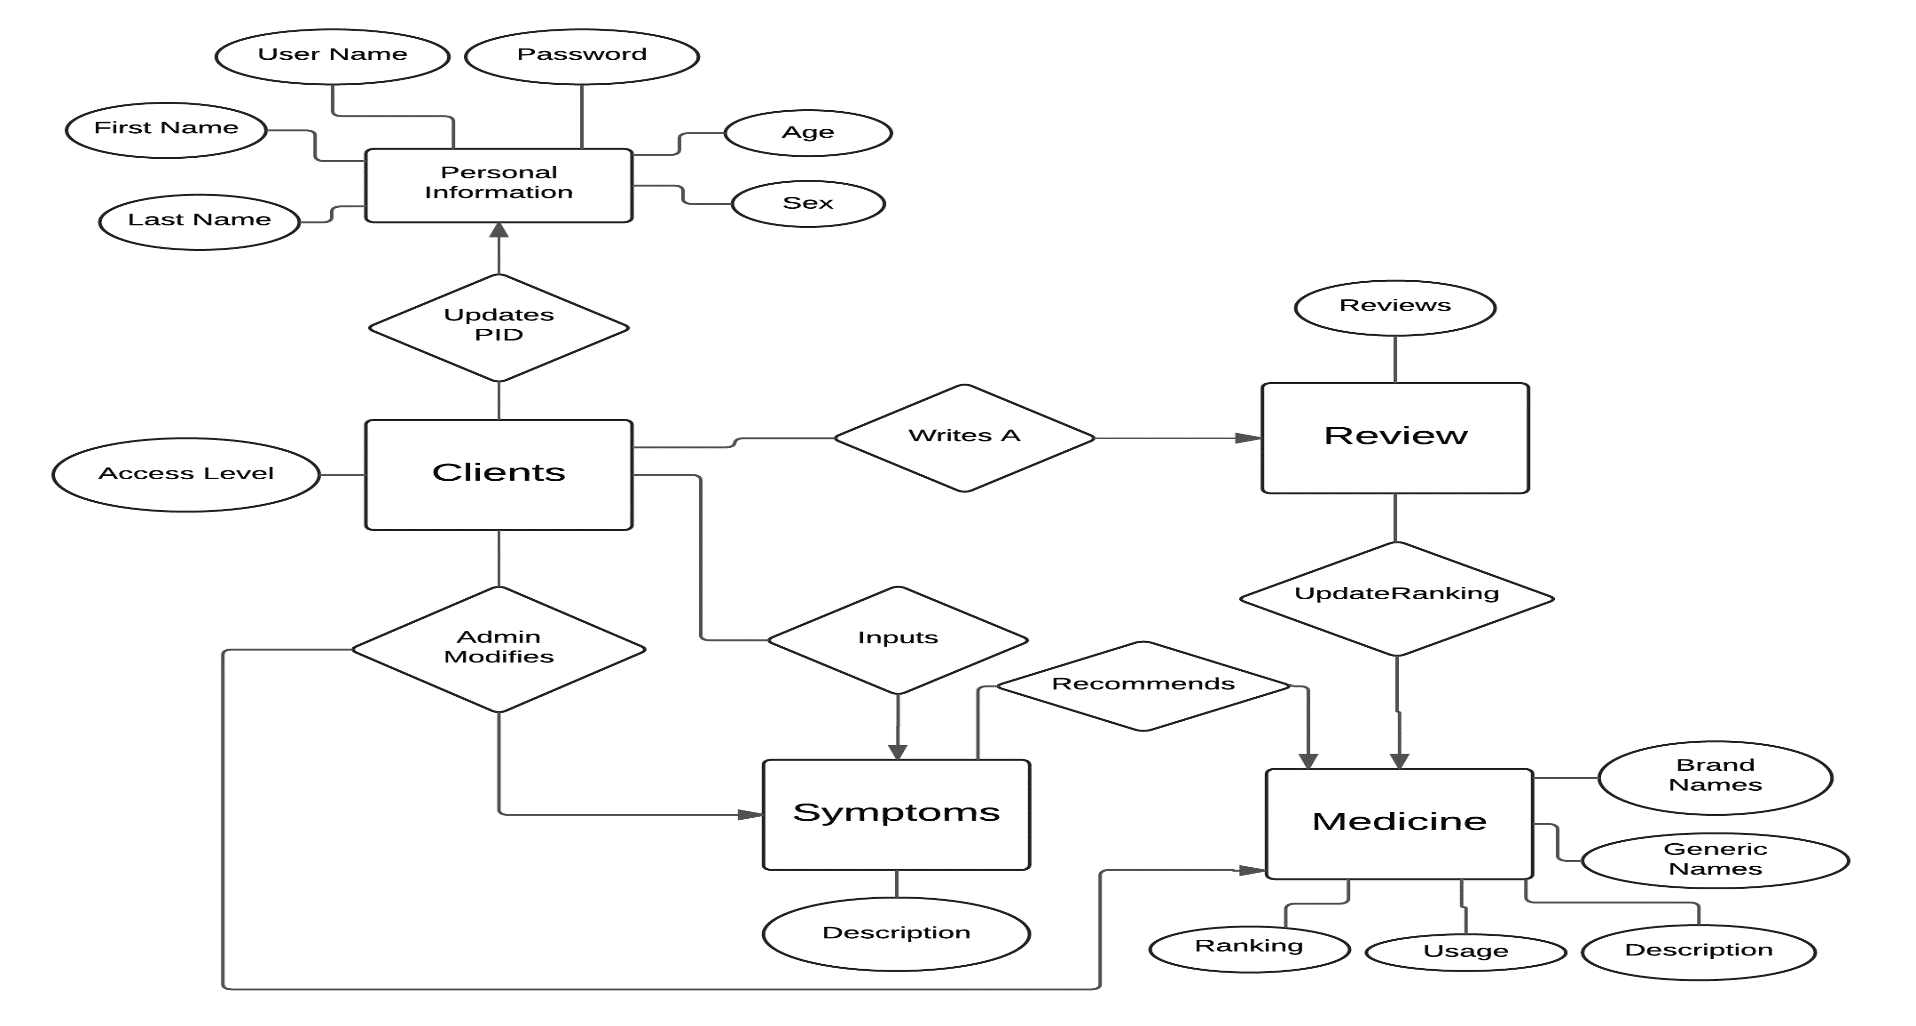 User Name
Password
First Name
Age
Personal
Information
Last Name
Sex
Updates
PID
Reviews
Access Level
Clients
Writes A
Review
Admin
Modifies
Inputs
UpdateRanking
Recommends
Symptoms
Medicine
Brand
Names
Generic
Names
Description
Ranking
Usage
Description